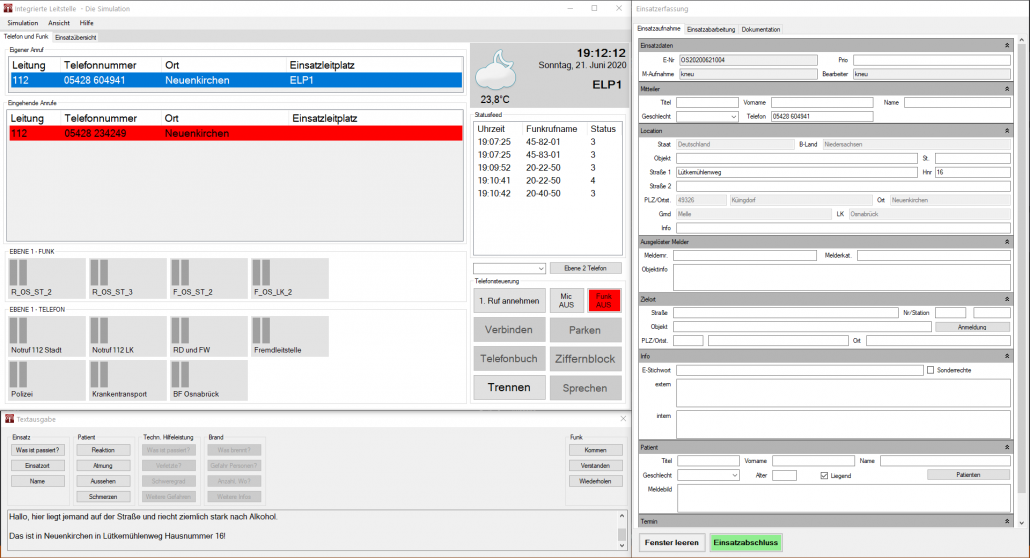 Integrierte Leitstelle - Die Simulation
Simulation Ansicht Hilfe
Telefon und Funk Einsatzübersicht
Eigener Anruf
Leitung Telefonnummer Ort Einsatzleitplatz
112 05428 604941 Neuenkirchen ELP1
Eingehende Anrufe
Leitung Telefonnummer Ort Einsatzleitplatz
112 05428 234249 Neuenkirchen
EBENE 1 - FUNK
R_OS_ST_2 R_OS_ST_3 F_OS_ST_2 F_OS_LK_2
EBENE 1 - TELEFON
Notruf 112 Stadt Notruf 112 LK RD und FW Fremdleitstelle
Polizei Krankentransport BF Osnabrück
19:12:12
Sonntag, 21. Juni 2020
ELP1
23,8°C
Statusfeed
Uhrzeit Funkrufname Status
19:07:25 45-82-01 3
19:07:25 45-83-01 3
19:09:52 20-22-50 3
19:10:41 20-22-50 4
19:10:42 20-40-50 3
Ebene 2 Telefon
Telefonsteuerung
1. Ruf annehmen Mic AUS Funk AUS
Verbinden Parken
Telefonbuch Ziffernblock
Trennen Sprechen
Textausgabe
Einsatz Patient Techn. Hilfeleistung Brand Funk
Was ist passiert? Reaktion Was ist passiert? Was brennt? Kommen
Einsatzort Atmung Verletzte? Gefahr Personen? Verstanden
Name Aussehen Schweregrad Anzahl, Wo? Wiederholen
Schmerzen Weitere Gefahren Weitere Infos
Hallo, hier liegt jemand auf der Straße und riecht ziemlich stark nach Alkohol.
Das ist in Neuenkirchen in Lütkemühlenweg Hausnummer 16!
Einsatzerfassung
Einsatzaufnahme Einsatzabarbeitung Dokumentation
Einsatzdaten
E-Nr OS20200621004 Prio
M-Aufnahme kneu Bearbeiter kneu
Mitteiler
Titel Vorname Name
Geschlecht Telefon 05428 604941
Location
Staat Deutschland B-Land Niedersachsen
Objekt St.
Straße 1 Lütkemühlenweg Hnr 16
Straße 2
PLZ/Ortst. 49326 Küingdorf Ort Neuenkirchen
Gmd Melle LK Osnabrück
Info
Ausgelöster Melder
Meldernr. Melderkat.
Objektinfo
Zielort
Straße Nr/Station
Objekt Anmeldung
PLZ/Ortst. Ort
Info
E-Stichwort Sonderrechte
extern
intern
Patient
Titel Vorname Name
Geschlecht Alter Liegend Patienten
Meldebild
Termin
Fenster leeren Einsatzabschluss